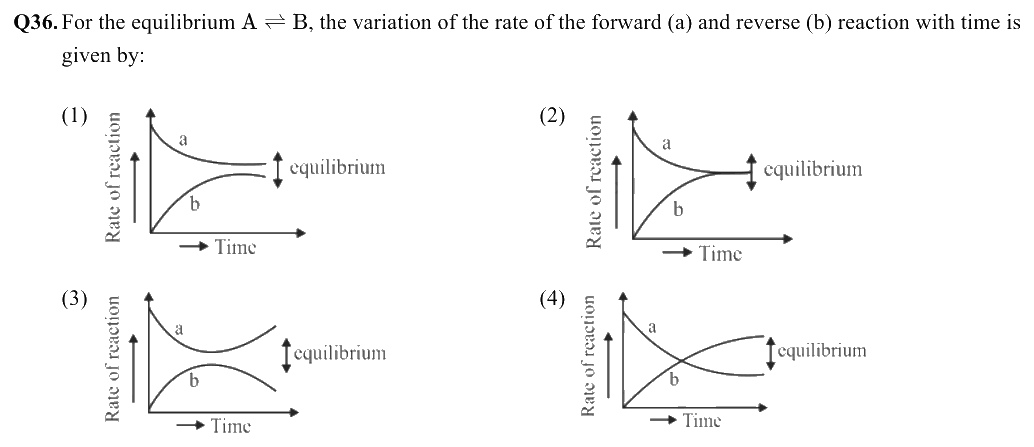 Q36. For the equilibrium A ⇌ B, the variation of the rate of the forward (a) and reverse (b) reaction with time is
given by:
(1)
Rate of reaction
a
b
equilibrium
Time
(2)
Rate of reaction
a
b
equilibrium
Time
(3)
Rate of reaction
a
b
equilibrium
Time
(4)
Rate of reaction
a
b
equilibrium
Time